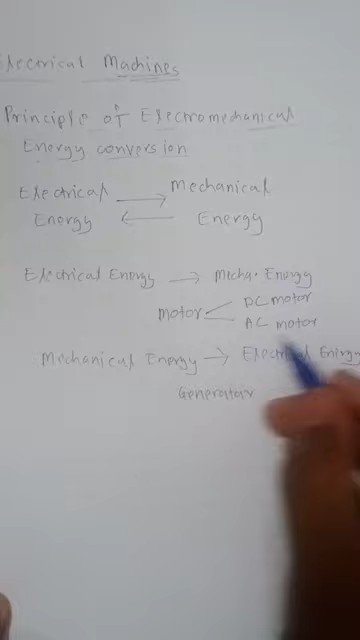 Electrical Machines
Principle of Electromechanical
Energy conversion
Electrical → Mechanical
Energy ← Energy
Electrical Energy → Mecha. Energy
DC motor
Motor
AC motor
Mechanical Energy → Electrical Energy
Generator